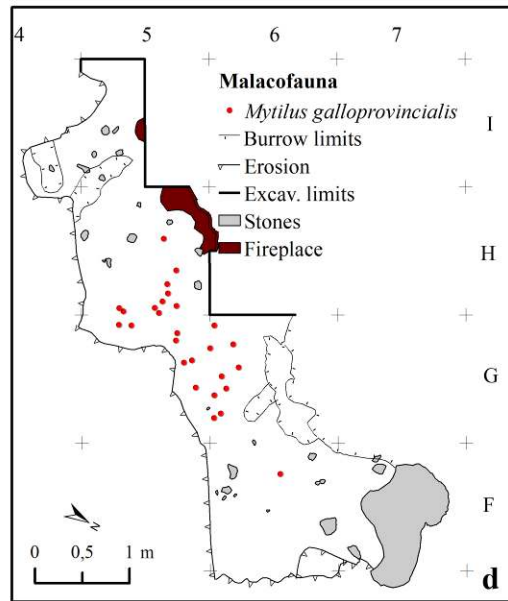 4 5 6 7
Malacofauna
Mytilus galloprovincialis
I
Burrow limits
Erosion
Excav. limits
Stones
Fireplace
H
G
F
N
0 0,5 1 m
d